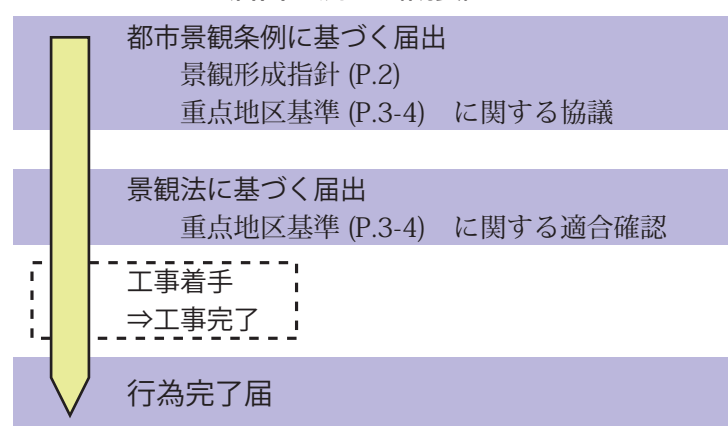 都市景観条例に基づく届出
景観形成指針 (P.2)
重点地区基準 (P.3-4)　に関する協議
景観法に基づく届出
重点地区基準 (P.3-4)　に関する適合確認
工事着手
⇒工事完了
行為完了届